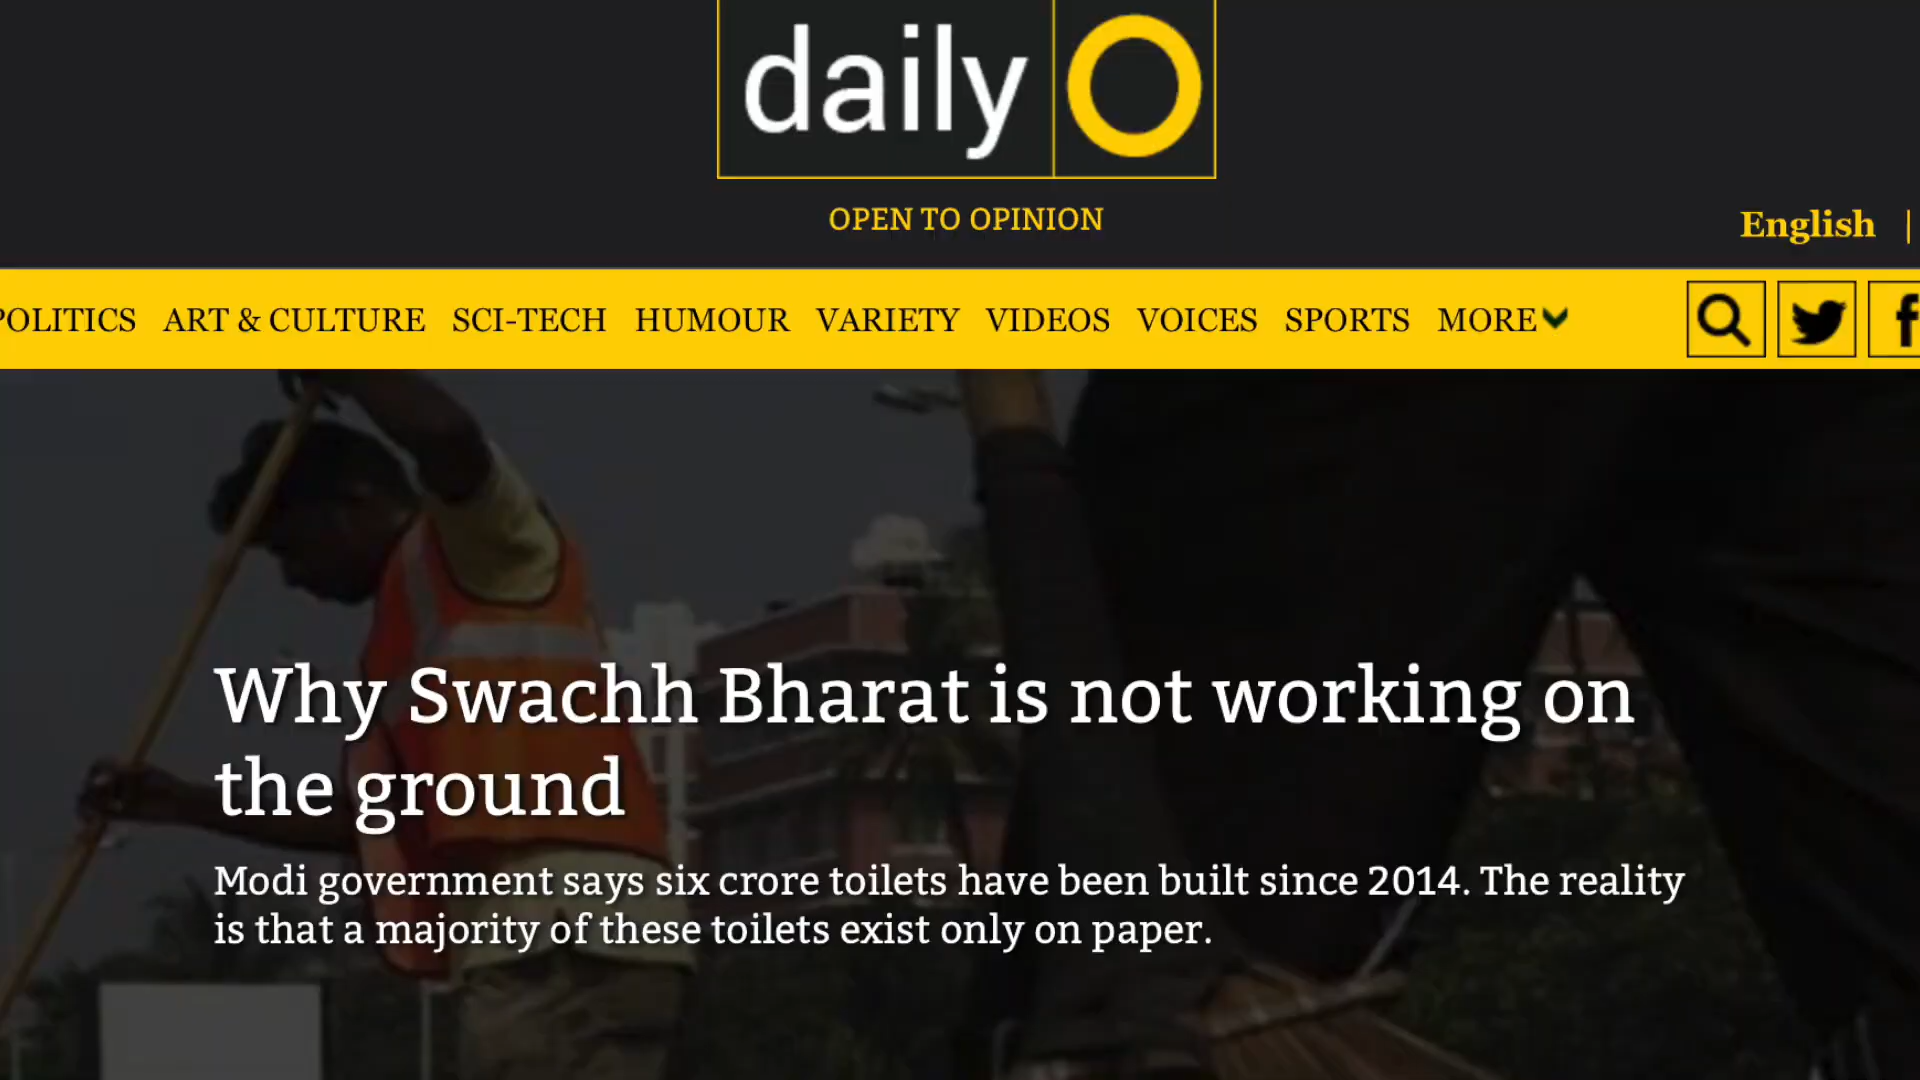 daily O
OPEN TO OPINION
English |
POLITICS ART & CULTURE SCI-TECH HUMOUR VARIETY VIDEOS VOICES SPORTS MORE
Why Swachh Bharat is not working on
the ground
Modi government says six crore toilets have been built since 2014. The reality
is that a majority of these toilets exist only on paper.